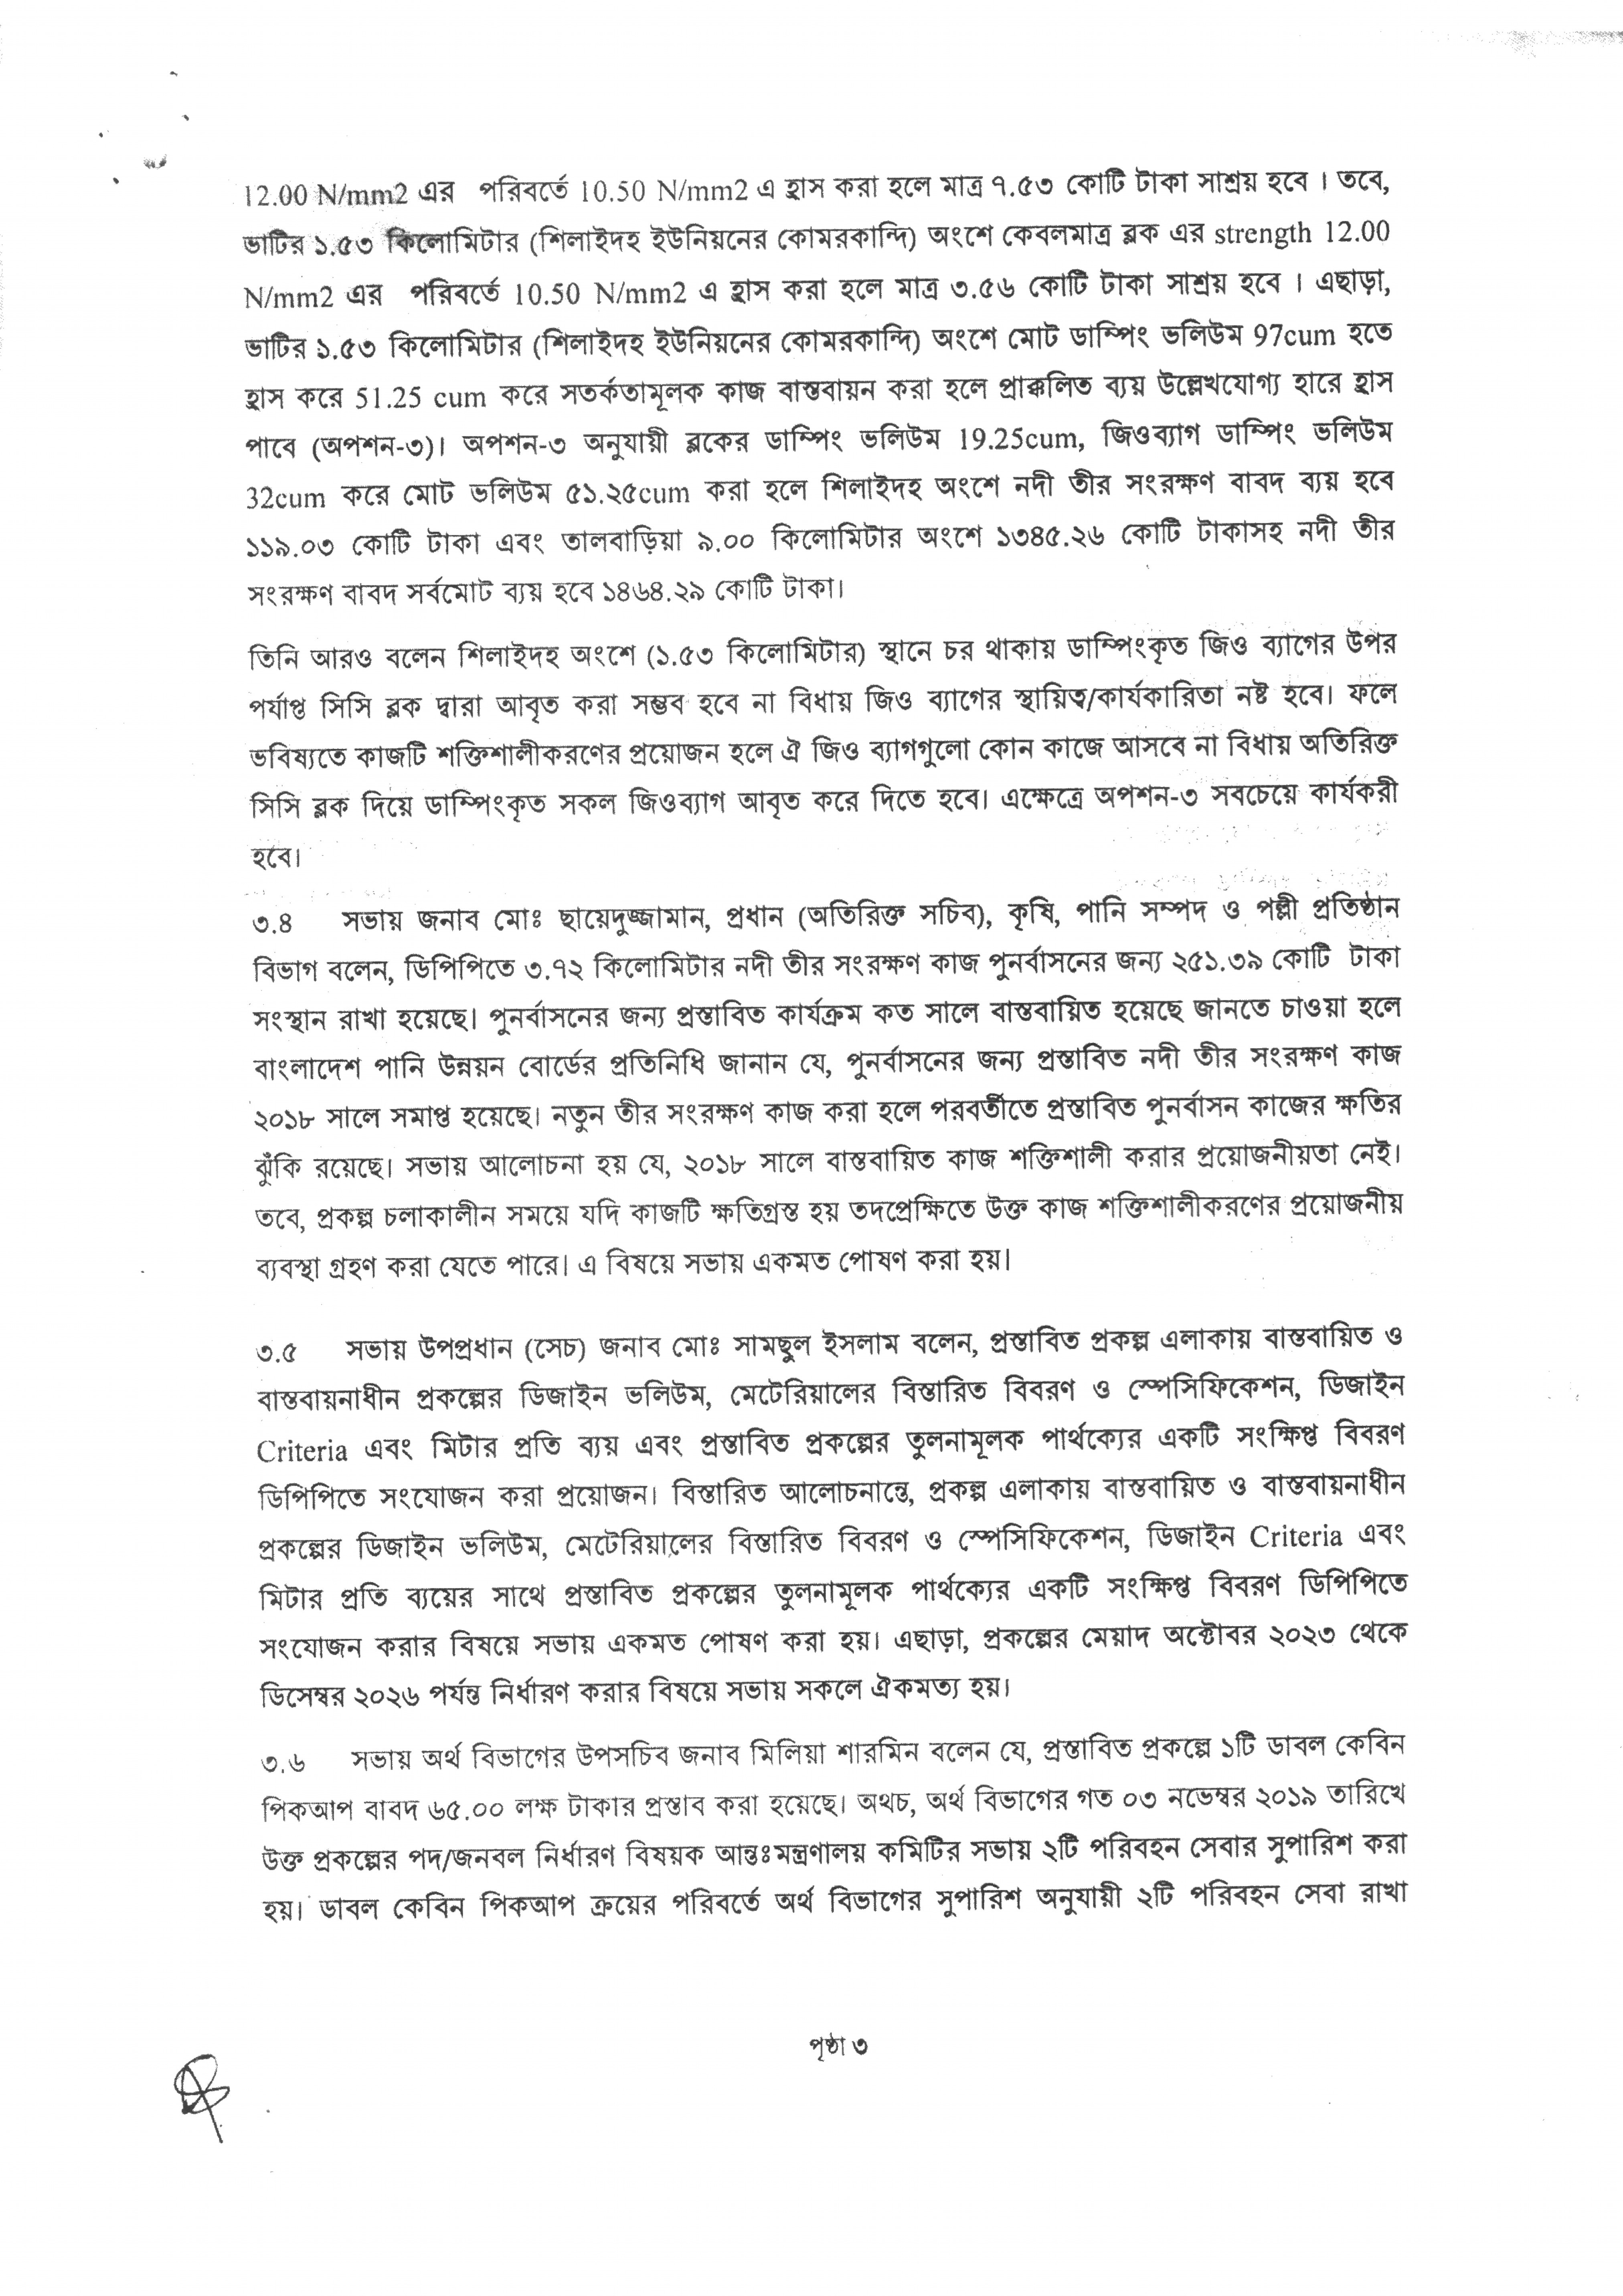 12.00 N/mm2 এর পরিবর্তে 10.50 N/mm2 এ হ্রাস করা হলে মাত্র ৭.৫৩ কোটি টাকা সাশ্রয় হবে । তবে,
ভাটির ১.৫৩ কিলোমিটার (শিলাইদহ ইউনিয়নের কোমরকান্দি) অংশে কেবলমাত্র ব্লক এর strength 12.00
N/mm2 এর পরিবর্তে 10.50 N/mm2 এ হ্রাস করা হলে মাত্র ৩.৫৬ কোটি টাকা সাশ্রয় হবে । এছাড়া,
ভাটির ১.৫৩ কিলোমিটার (শিলাইদহ ইউনিয়নের কোমরকান্দি) অংশে মোট ডাম্পিং ভলিউম 97cum হতে
হ্রাস করে 51.25 cum করে সতর্কতামূলক কাজ বাস্তবায়ন করা হলে প্রাক্কলিত ব্যয় উল্লেখযোগ্য হারে হ্রাস
পাবে (অপশন-৩)। অপশন-৩ অনুযায়ী ব্লকের ডাম্পিং ভলিউম 19.25cum, জিওব্যাগ ডাম্পিং ভলিউম
32cum করে মোট ভলিউম ৫১.২৫cum করা হলে শিলাইদহ অংশে নদী তীর সংরক্ষণ বাবদ ব্যয় হবে
১১৯.০৩ কোটি টাকা এবং তালবাড়িয়া ৯.০০ কিলোমিটার অংশে ১৩৪৫.২৬ কোটি টাকাসহ নদী তীর
সংরক্ষণ বাবদ সর্বমোট ব্যয় হবে ১৪৬৪.২৯ কোটি টাকা।
তিনি আরও বলেন শিলাইদহ অংশে (১.৫৩ কিলোমিটার) স্থানে চর থাকায় ডাম্পিংকৃত জিও ব্যাগের উপর
পর্যাপ্ত সিসি ব্লক দ্বারা আবৃত করা সম্ভব হবে না বিধায় জিও ব্যাগের স্থায়িত্ব/কার্যকারিতা নষ্ট হবে। ফলে
ভবিষ্যতে কাজটি শক্তিশালীকরণের প্রয়োজন হলে ঐ জিও ব্যাগগুলো কোন কাজে আসবে না বিধায় অতিরিক্ত
সিসি ব্লক দিয়ে ডাম্পিংকৃত সকল জিওব্যাগ আবৃত করে দিতে হবে। এক্ষেত্রে অপশন-৩ সবচেয়ে কার্যকরী
হবে।
৩.৪ সভায় জনাব মোঃ ছায়েদুজ্জামান, প্রধান (অতিরিক্ত সচিব), কৃষি, পানি সম্পদ ও পল্লী প্রতিষ্ঠান
বিভাগ বলেন, ডিপিপিতে ৩.৭২ কিলোমিটার নদী তীর সংরক্ষণ কাজ পুনর্বাসনের জন্য ২৫১.৩৯ কোটি টাকা
সংস্থান রাখা হয়েছে। পুনর্বাসনের জন্য প্রস্তাবিত কার্যক্রম কত সালে বাস্তবায়িত হয়েছে জানতে চাওয়া হলে
বাংলাদেশ পানি উন্নয়ন বোর্ডের প্রতিনিধি জানান যে, পুনর্বাসনের জন্য প্রস্তাবিত নদী তীর সংরক্ষণ কাজ
২০১৮ সালে সমাপ্ত হয়েছে। নতুন তীর সংরক্ষণ কাজ করা হলে পরবর্তীতে প্রস্তাবিত পুনর্বাসন কাজের ক্ষতির
ঝুঁকি রয়েছে। সভায় আলোচনা হয় যে, ২০১৮ সালে বাস্তবায়িত কাজ শক্তিশালী করার প্রয়োজনীয়তা নেই।
তবে, প্রকল্প চলাকালীন সময়ে যদি কাজটি ক্ষতিগ্রস্ত হয় তদপ্রেক্ষিতে উক্ত কাজ শক্তিশালীকরণের প্রয়োজনীয়
ব্যবস্থা গ্রহণ করা যেতে পারে। এ বিষয়ে সভায় একমত পোষণ করা হয়।
৩.৫ সভায় উপপ্রধান (সেচ) জনাব মোঃ সামছুল ইসলাম বলেন, প্রস্তাবিত প্রকল্প এলাকায় বাস্তবায়িত ও
বাস্তবায়নাধীন প্রকল্পের ডিজাইন ভলিউম, মেটেরিয়ালের বিস্তারিত বিবরণ ও স্পেসিফিকেশন, ডিজাইন
Criteria এবং মিটার প্রতি ব্যয় এবং প্রস্তাবিত প্রকল্পের তুলনামূলক পার্থক্যের একটি সংক্ষিপ্ত বিবরণ
ডিপিপিতে সংযোজন করা প্রয়োজন। বিস্তারিত আলোচনান্তে, প্রকল্প এলাকায় বাস্তবায়িত ও বাস্তবায়নাধীন
প্রকল্পের ডিজাইন ভলিউম, মেটেরিয়ালের বিস্তারিত বিবরণ ও স্পেসিফিকেশন, ডিজাইন Criteria এবং
মিটার প্রতি ব্যয়ের সাথে প্রস্তাবিত প্রকল্পের তুলনামূলক পার্থক্যের একটি সংক্ষিপ্ত বিবরণ ডিপিপিতে
সংযোজন করার বিষয়ে সভায় একমত পোষণ করা হয়। এছাড়া, প্রকল্পের মেয়াদ অক্টোবর ২০২৩ থেকে
ডিসেম্বর ২০২৬ পর্যন্ত নির্ধারণ করার বিষয়ে সভায় সকলে ঐকমত্য হয়।
৩.৬ সভায় অর্থ বিভাগের উপসচিব জনাব মিলিয়া শারমিন বলেন যে, প্রস্তাবিত প্রকল্পে ১টি ডাবল কেবিন
পিকআপ বাবদ ৬৫.০০ লক্ষ টাকার প্রস্তাব করা হয়েছে। অথচ, অর্থ বিভাগের গত ০৩ নভেম্বর ২০১৯ তারিখে
উক্ত প্রকল্পের পদ/জনবল নির্ধারণ বিষয়ক আন্তঃমন্ত্রণালয় কমিটির সভায় ২টি পরিবহন সেবার সুপারিশ করা
হয়। ডাবল কেবিন পিকআপ ক্রয়ের পরিবর্তে অর্থ বিভাগের সুপারিশ অনুযায়ী ২টি পরিবহন সেবা রাখা
পৃষ্ঠা ৩